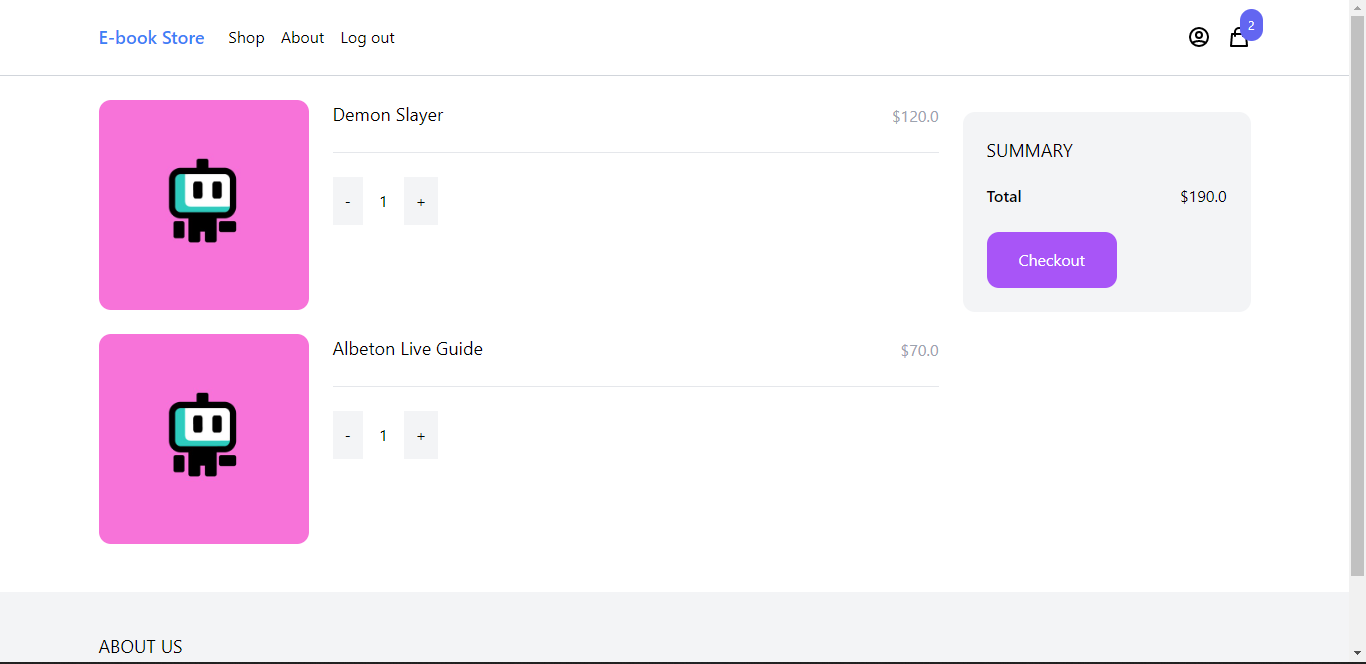 E-book Store Shop About Log out 2
Demon Slayer $120.0
- 1 +
SUMMARY
Total $190.0
Checkout
Albeton Live Guide $70.0
- 1 +
ABOUT US